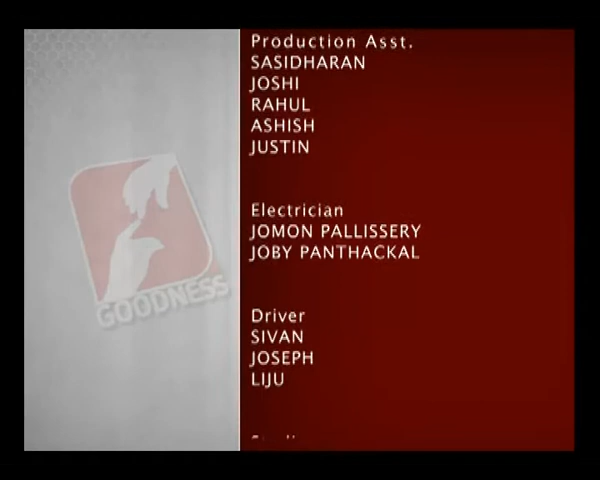 Production Asst.
SASIDHARAN
JOSHI
RAHUL
ASHISH
JUSTIN
Electrician
JOMON PALLISSERY
JOBY PANTHACKAL
GOODNESS
Driver
SIVAN
JOSEPH
LIJU